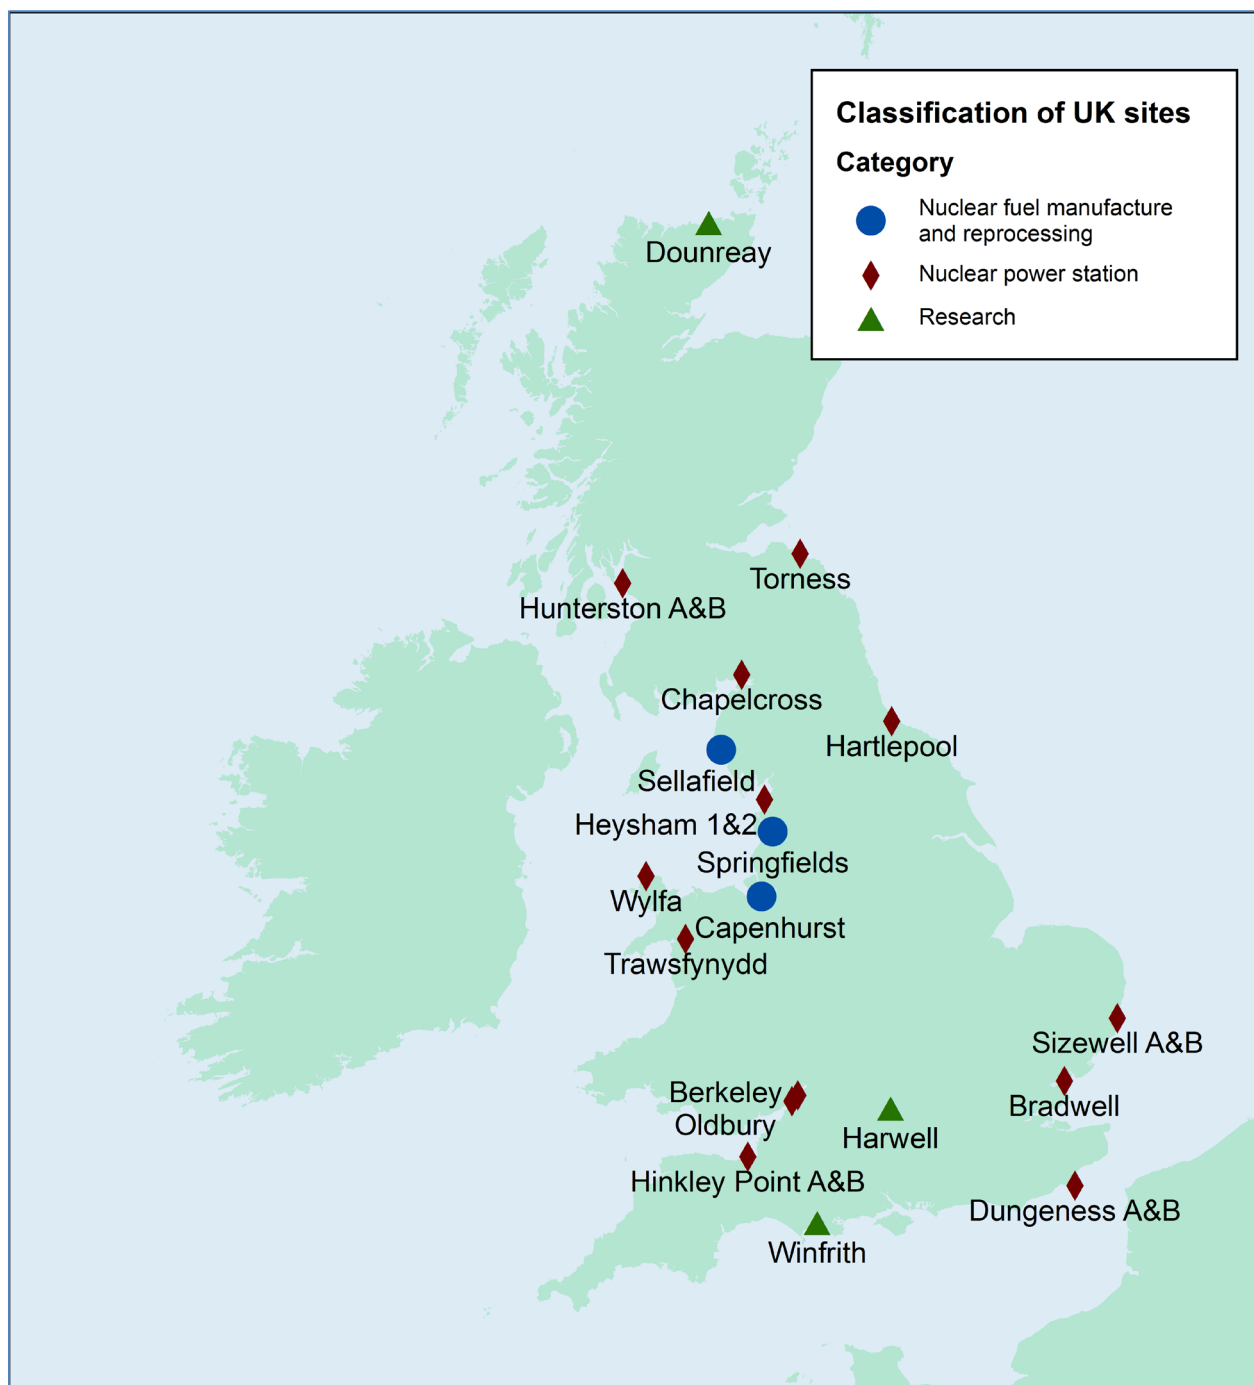 Classification of UK sites
Category
Nuclear fuel manufacture
and reprocessing
Nuclear power station
Research
Dounreay
Torness
Hunterston A&B
Chapelcross
Hartlepool
Sellafield
Heysham 1&2
Springfields
Wylfa
Capenhurst
Trawsfynydd
Sizewell A&B
Berkeley
Bradwell
Oldbury
Harwell
Hinkley Point A&B
Dungeness A&B
Winfrith